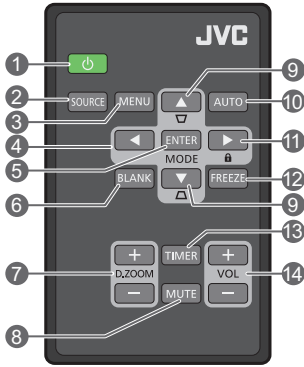 JVC
1
2
SOURCE
MENU
AUTO
9
10
3
4
ENTER
11
5
MODE
6
BLANK
FREEZE
12
9
13
7
+
D.ZOOM
−
TIMER
+
VOL
−
14
MUTE
8